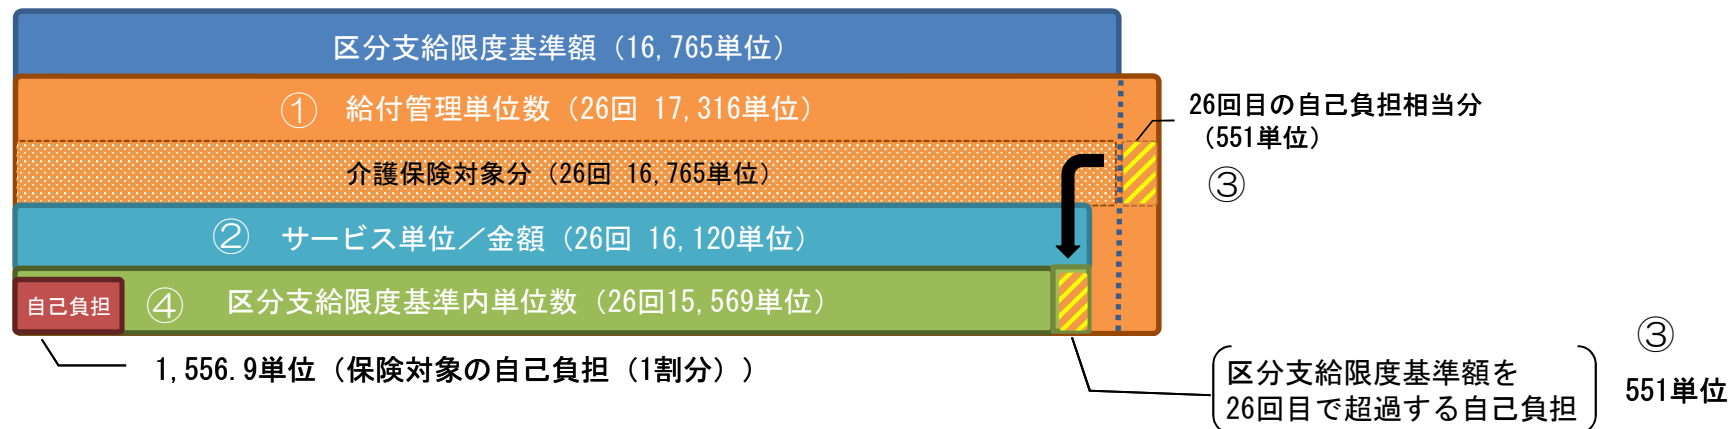 区分支給限度基準額（16,765単位）
① 給付管理単位数（26回 17,316単位）
26回目の自己負担相当分
（551単位）
③
介護保険対象分（26回 16,765単位）
② サービス単位／金額（26回 16,120単位）
自己負担
④ 区分支給限度基準内単位数（26回15,569単位）
1,556.9単位（保険対象の自己負担（1割分））
区分支給限度基準額を
26回目で超過する自己負担
③
551単位